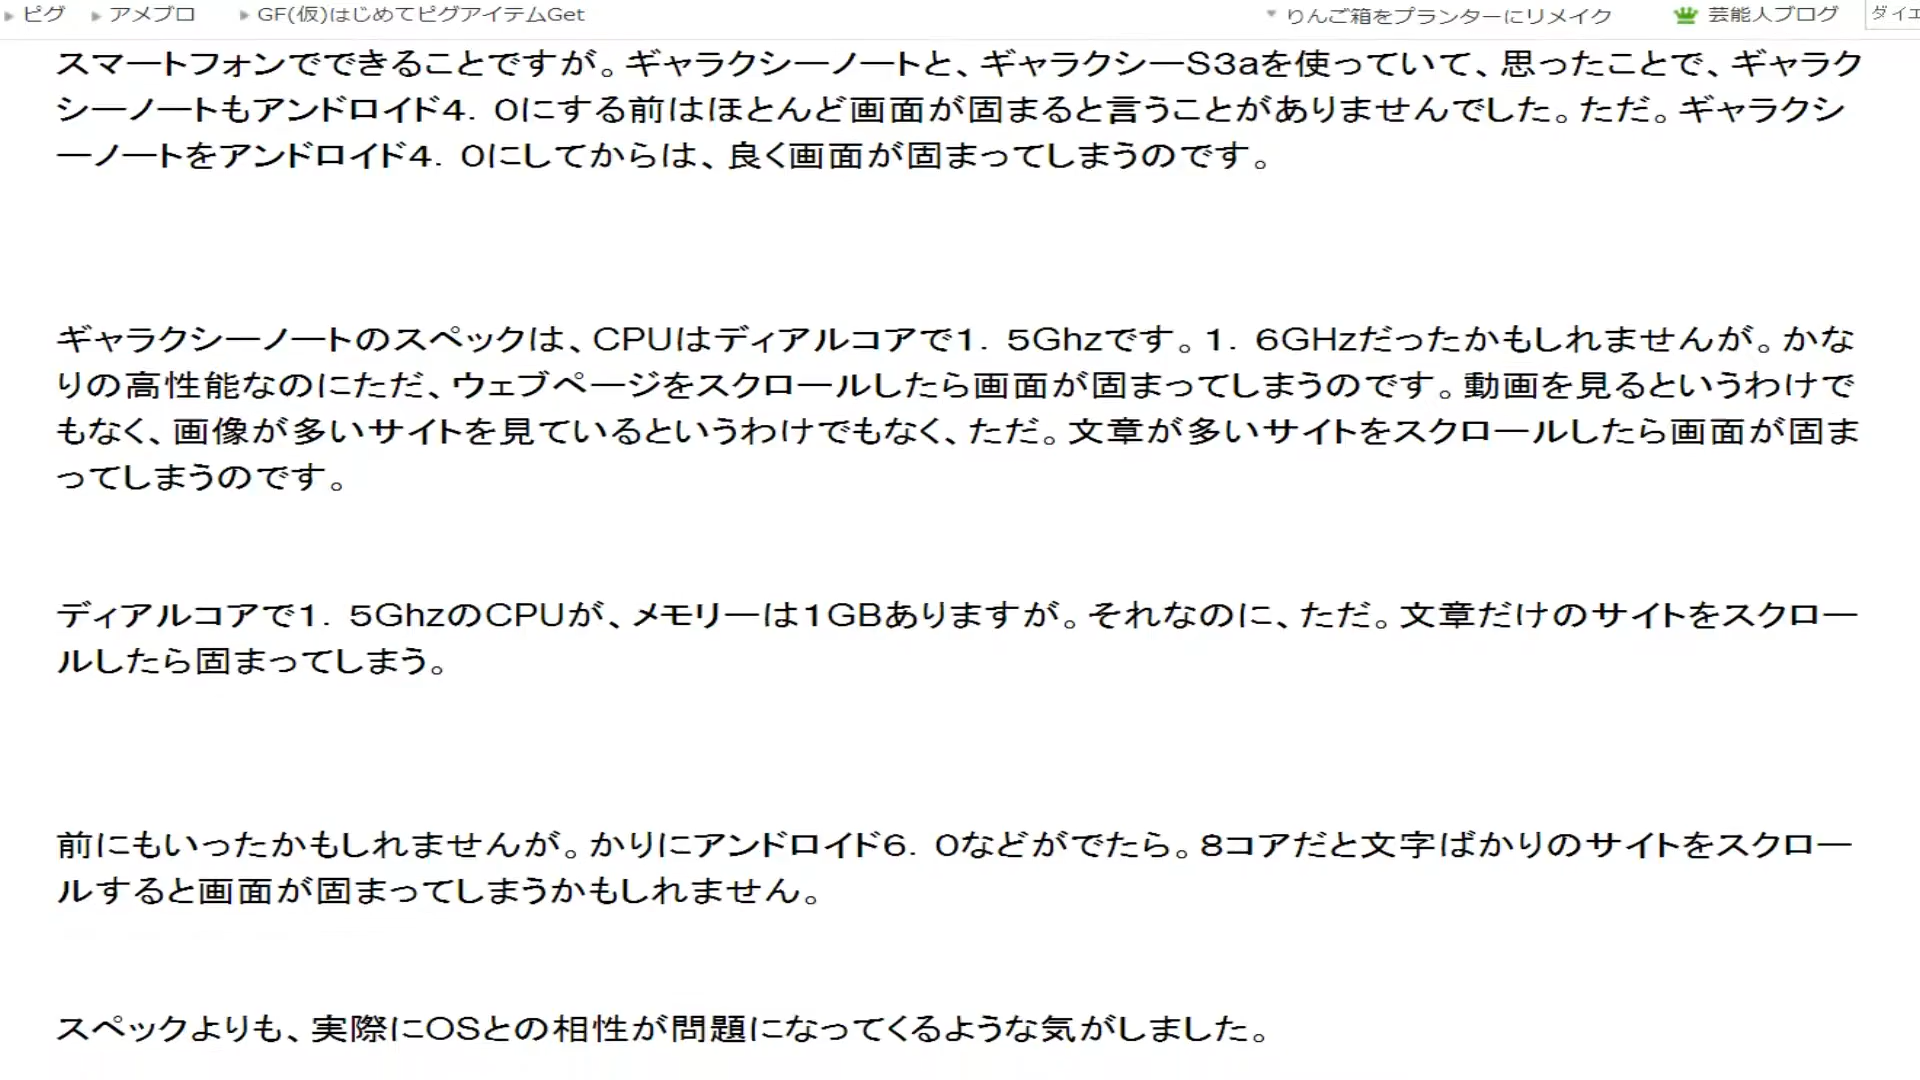 ピグ アメブロ GF(仮)はじめてピグアイテムGet りんご箱をプランターにリメイク 芸能人ブログ ダイエ
スマートフォンでできることですが。ギャラクシーノートと、ギャラクシーS3aを使っていて、思ったことで、ギャラク
シーノートもアンドロイド4．0にする前はほとんど画面が固まると言うことがありませんでした。ただ。ギャラクシ
ーノートをアンドロイド4．0にしてからは、良く画面が固まってしまうのです。
ギャラクシーノートのスペックは、CPUはディアルコアで1．5Ghzです。1．6GHzだったかもしれませんが。かな
りの高性能なのにただ、ウェブページをスクロールしたら画面が固まってしまうのです。動画を見るというわけで
もなく、画像が多いサイトを見ているというわけでもなく、ただ。文章が多いサイトをスクロールしたら画面が固ま
ってしまうのです。
ディアルコアで1．5GhzのCPUが、メモリーは1GBありますが。それなのに、ただ。文章だけのサイトをスクロー
ルしたら固まってしまう。
前にもいったかもしれませんが。かりにアンドロイド6．0などがでたら。8コアだと文字ばかりのサイトをスクロー
ルすると画面が固まってしまうかもしれません。
スペックよりも、実際にOSとの相性が問題になってくるような気がしました。